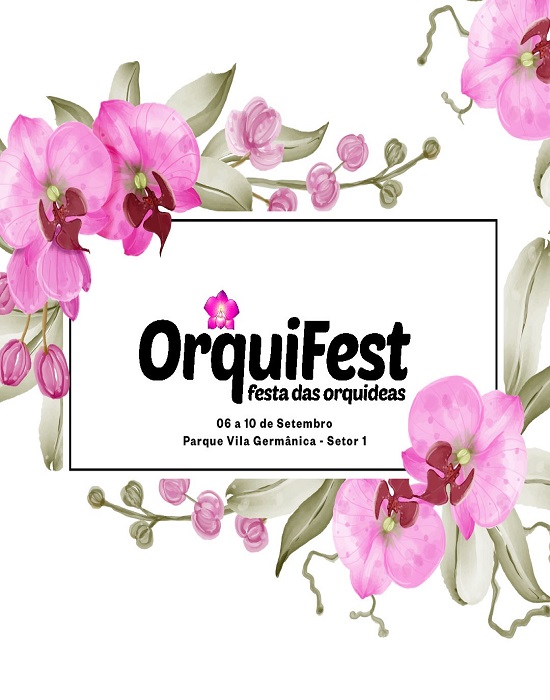 OrquiFest
festa das orquideas
06 a 10 de Setembro
Parque Vila Germânica - Setor 1